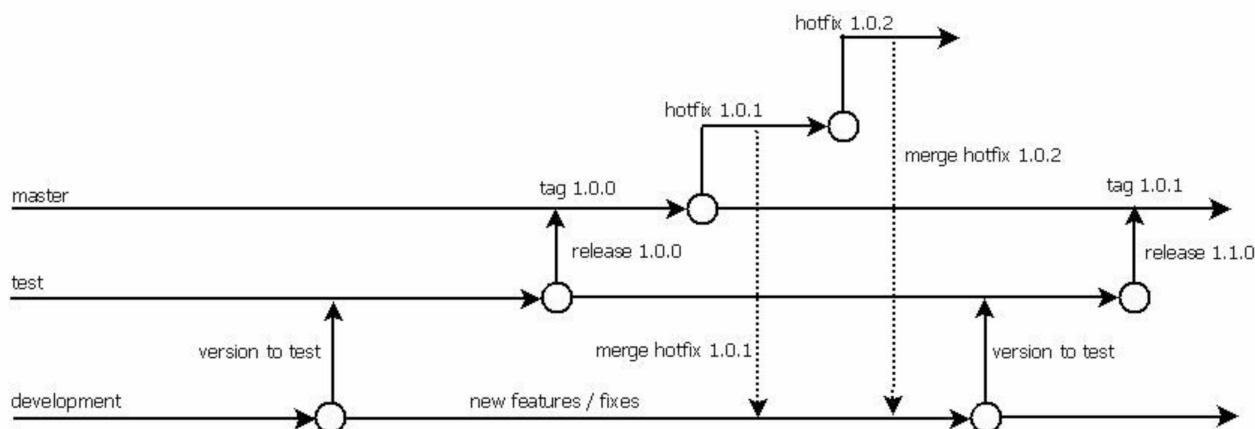 hotfix 1.0.2
hotfix 1.0.1
merge hotfix 1.0.2
master
tag 1.0.0
tag 1.0.1
release 1.0.0
release 1.1.0
test
version to test
merge hotfix 1.0.1
version to test
development
new features / fixes